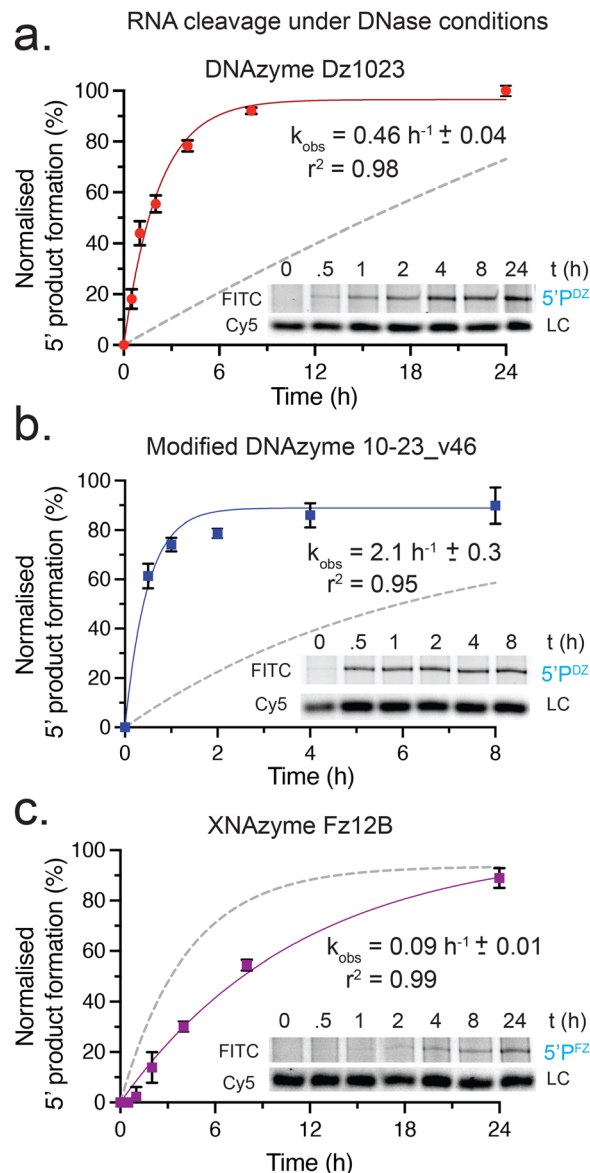 a.
RNA cleavage under DNase conditions
DNAzyme Dz1023
Normalised
5' product formation (%)
100
80
60
40
20
0
k_obs = 0.46 h⁻¹ ± 0.04
r² = 0.98
0 .5 1 2 4 8 24 t (h)
FITC 5'Pᴰᶻ
Cy5 LC
0 6 12 18 24
Time (h)
b.
Modified DNAzyme 10-23_v46
Normalised
5' product formation (%)
100
80
60
40
20
0
k_obs = 2.1 h⁻¹ ± 0.3
r² = 0.95
0 .5 1 2 4 8 t (h)
FITC 5'Pᴰᶻ
Cy5 LC
0 2 4 6 8
Time (h)
c.
XNAzyme Fz12B
Normalised
5' product formation (%)
100
80
60
40
20
0
k_obs = 0.09 h⁻¹ ± 0.01
r² = 0.99
0 .5 1 2 4 8 24 t (h)
FITC 5'Pᶠᶻ
Cy5 LC
0 6 12 18 24
Time (h)